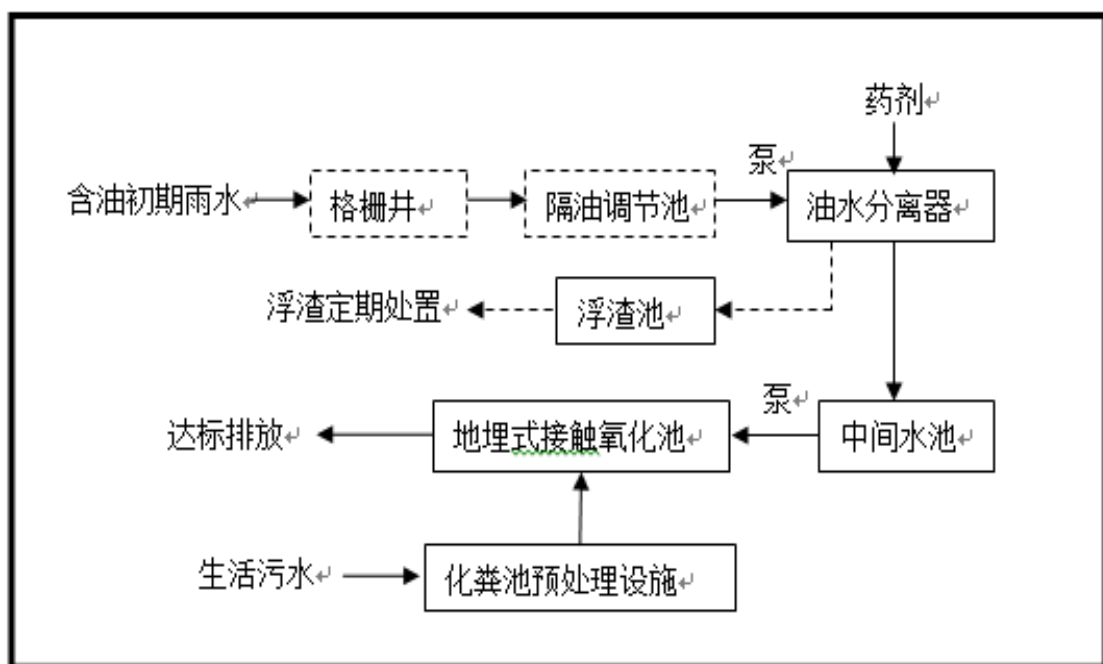 药剂
泵
含油初期雨水
格栅井
隔油调节池
油水分离器
浮渣定期处置
浮渣池
泵
达标排放
地埋式接触氧化池
中间水池
生活污水
化粪池预处理设施